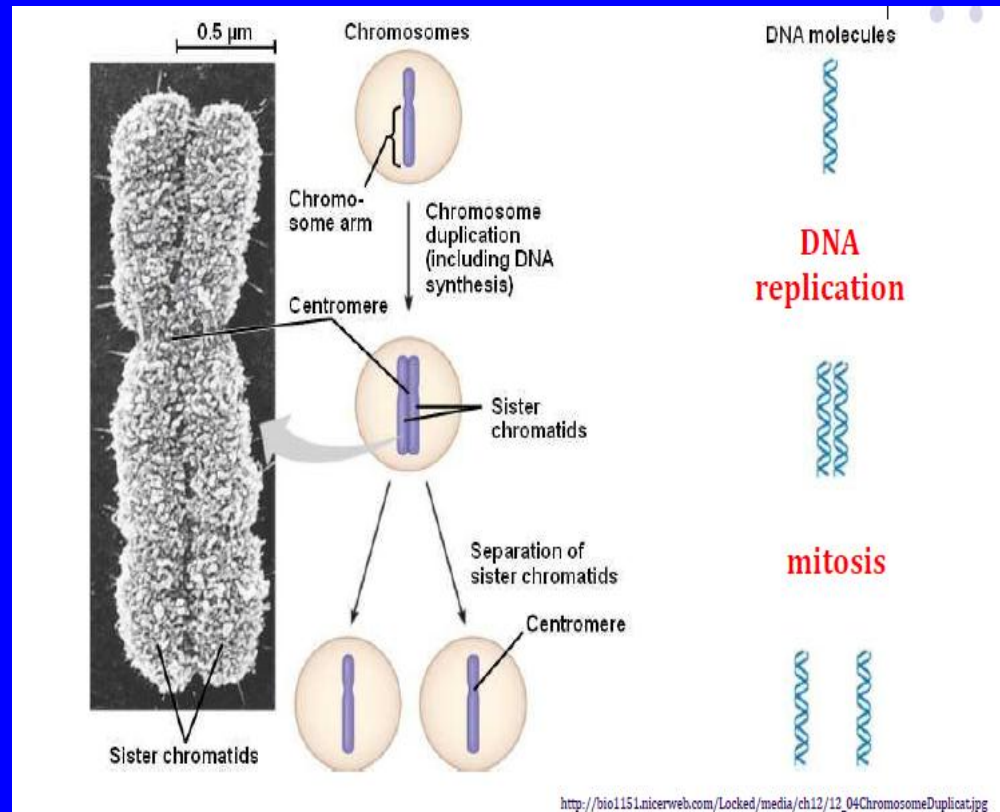 0.5 µm
Chromosomes
DNA molecules
Chromo-
some arm
Chromosome
duplication
(including DNA
synthesis)
DNA
replication
Centromere
Sister
chromatids
Separation of
sister chromatids
mitosis
Centromere
Sister chromatids
http://bio1151.nicerweb.com/Locked/media/ch12/12_04ChromosomeDuplicat.jpg